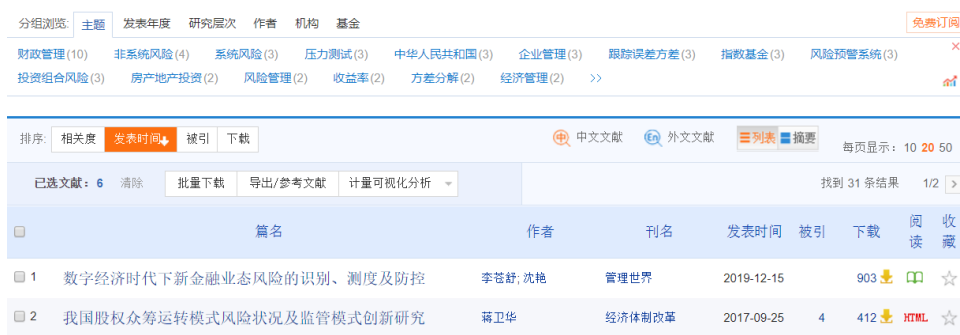 分组浏览: 主题 发表年度 研究层次 作者 机构 基金 免费订阅
财政管理(10) 非系统风险(4) 系统风险(3) 压力测试(3) 中华人民共和国(3) 企业管理(3) 跟踪误差方差(3) 指数基金(3) 风险预警系统(3)
投资组合风险(3) 房产地产投资(2) 风险管理(2) 收益率(2) 方差分解(2) 经济管理(2) >>
排序: 相关度 发表时间 被引 下载 中 中文文献 En 外文文献 列表 摘要 每页显示: 10 20 50
已选文献: 6 清除 批量下载 导出/参考文献 计量可视化分析 找到 31 条结果 1/2 >
篇名 作者 刊名 发表时间 被引 下载 阅读 收藏
1 数字经济时代下新金融业态风险的识别、测度及防控 李苍舒; 沈艳 管理世界 2019-12-15 903
2 我国股权众筹运转模式风险状况及监管模式创新研究 蒋卫华 经济体制改革 2017-09-25 4 412 HTML